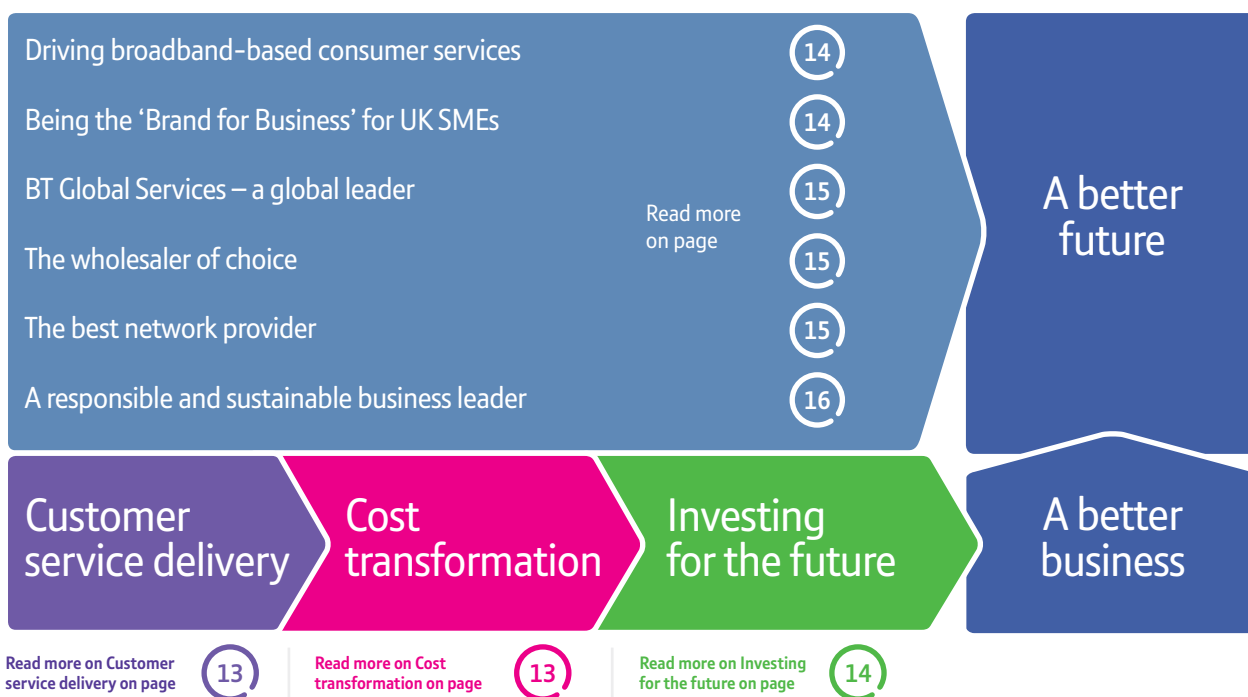 Driving broadband-based consumer services 14
Being the ‘Brand for Business’ for UK SMEs 14
BT Global Services – a global leader 15
Read more
on page
The wholesaler of choice 15
The best network provider 15
A responsible and sustainable business leader 16
A better
future
Customer
service delivery
Cost
transformation
Investing
for the future
A better
business
Read more on Customer
service delivery on page 13
Read more on Cost
transformation on page 13
Read more on Investing
for the future on page 14